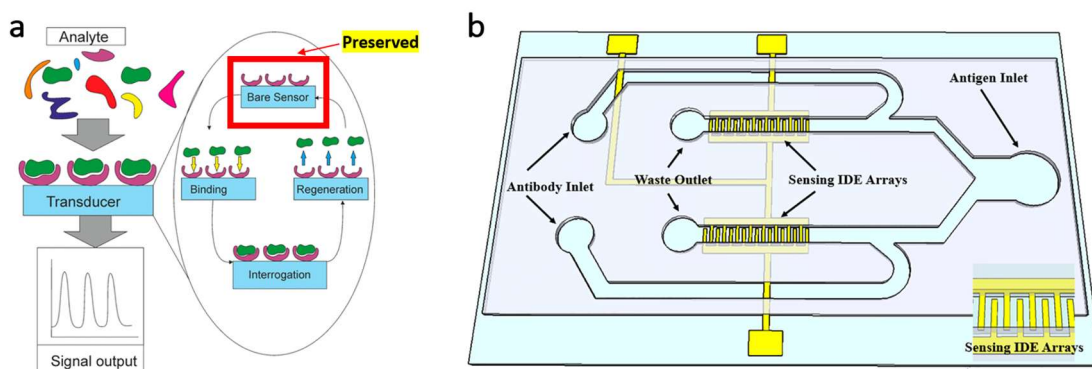 a
Analyte
Preserved
Bare Sensor
Binding
Regeneration
Interrogation
Transducer
Signal output
b
Antigen Inlet
Antibody Inlet
Waste Outlet
Sensing IDE Arrays
Sensing IDE Arrays